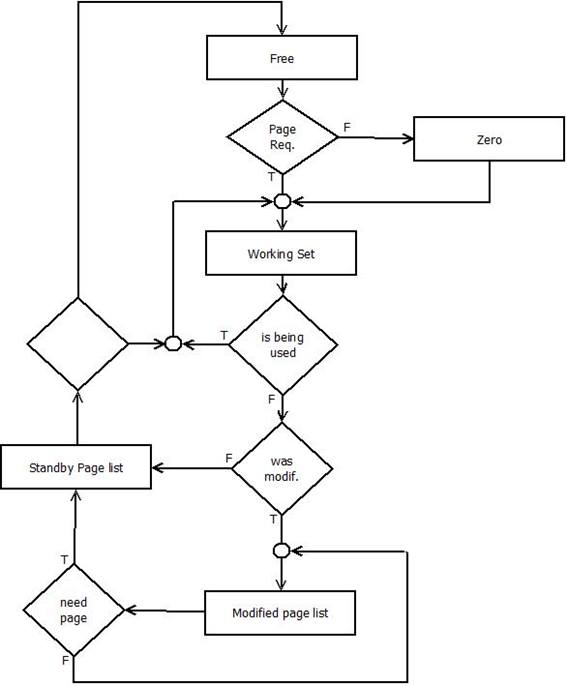 Free
Page
Req.
F
Zero
T
Working Set
T
is being
used
F
Standby Page list
F
was
modif.
T
T
need
page
Modified page list
F